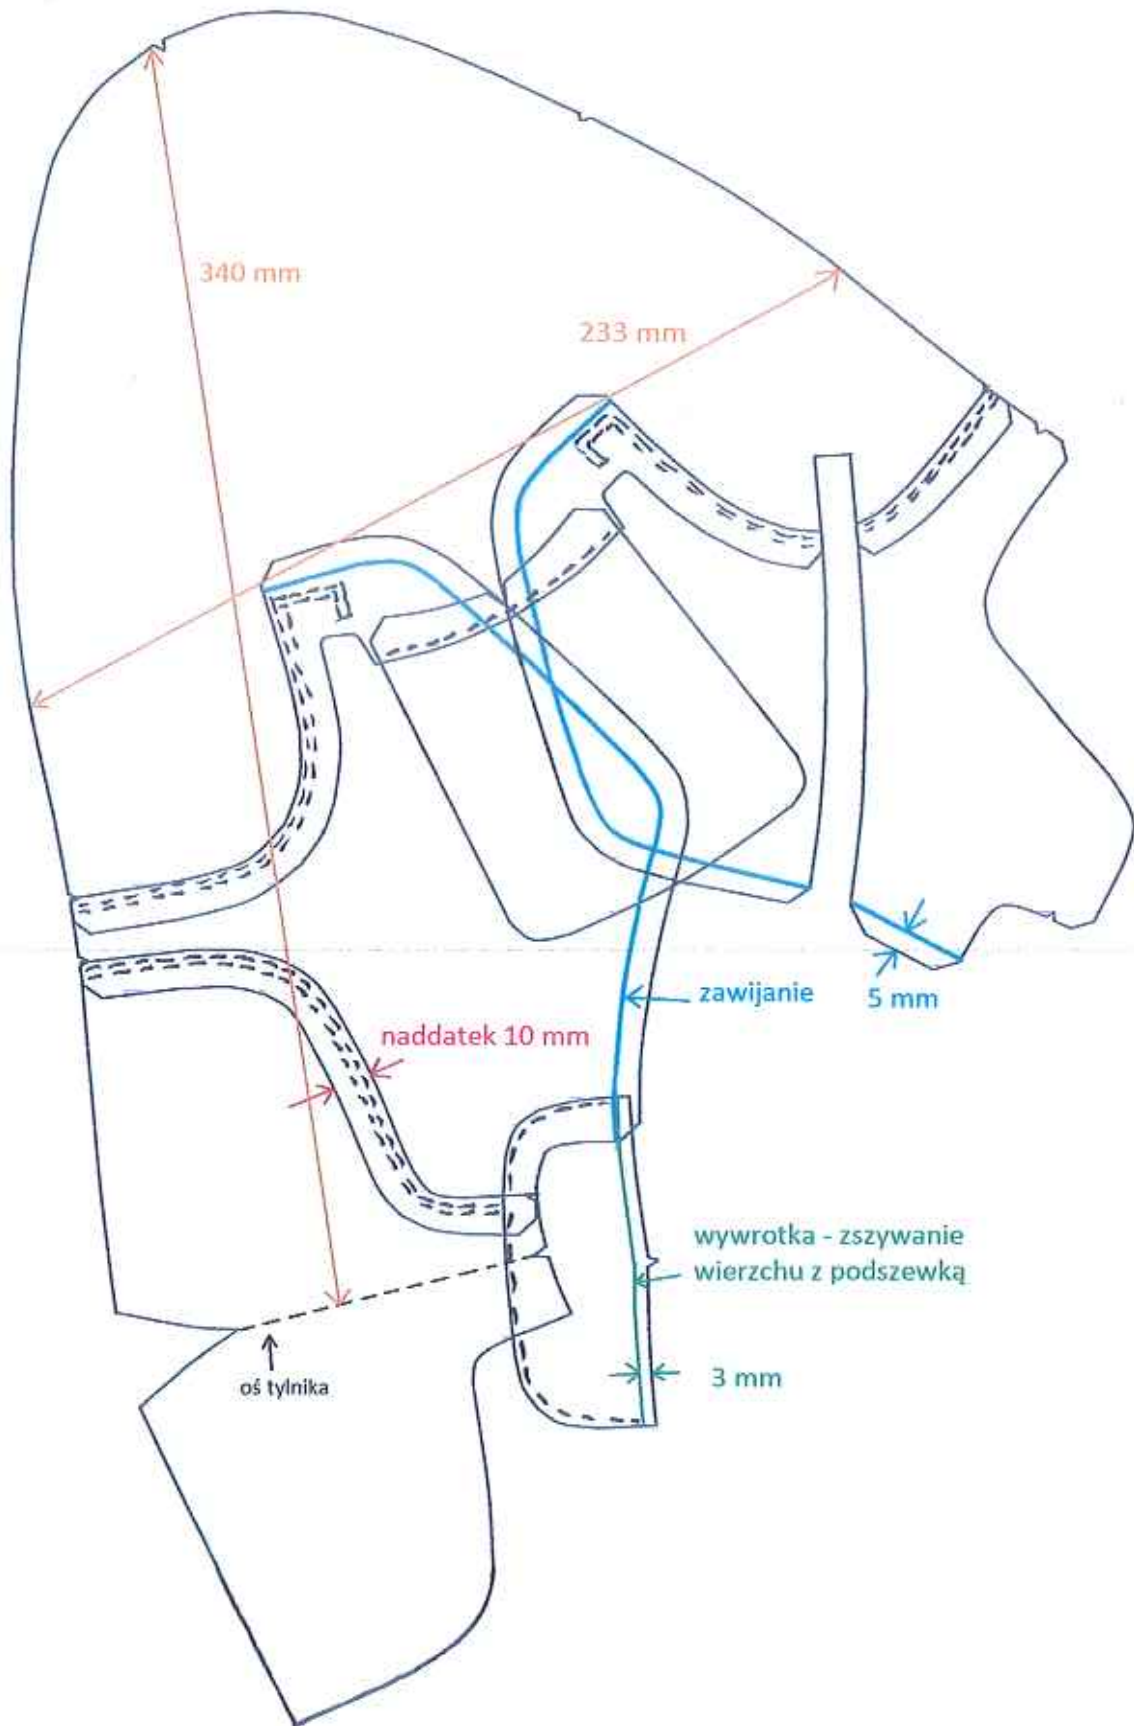 340 mm
233 mm
zawijanie
5 mm
naddatek 10 mm
wywrotka - zszywanie
wierzchu z podszewką
3 mm
oś tylnika